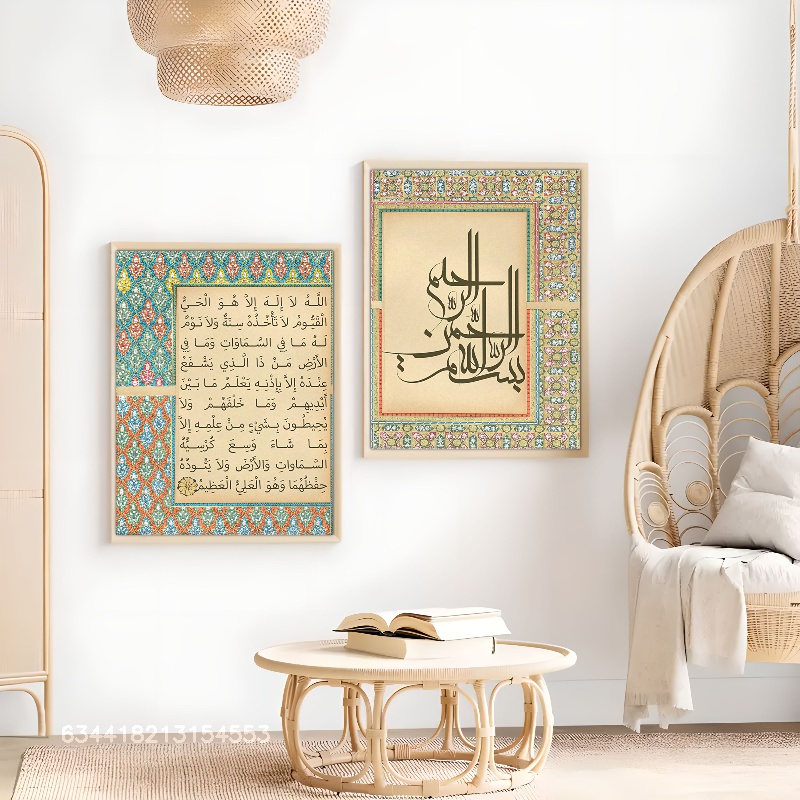 اللَّهُ لاَ إِلَهَ إِلاَّ هُوَ الْحَيُّ
الْقَيُّومُ لاَ تَأْخُذُهُ سِنَةٌ وَلاَ نَوْمٌ
لَهُ مَا فِي السَّمَاوَاتِ وَمَا فِي
الأَرْضِ مَنْ ذَا الَّذِي يَشْفَعُ
عِنْدَهُ إِلاَّ بِإِذْنِهِ يَعْلَمُ مَا بَيْنَ
أَيْدِيهِمْ وَمَا خَلْفَهُمْ وَلاَ
يُحِيطُونَ بِشَيْءٍ مِنْ عِلْمِهِ إِلاَّ
بِمَا شَاءَ وَسِعَ كُرْسِيُّهُ
السَّمَاوَاتِ وَالأَرْضَ وَلاَ يَئُودُهُ
حِفْظُهُمَا وَهُوَ الْعَلِيُّ الْعَظِيمُ
بسم الله الرحمن الرحيم
634418213154553